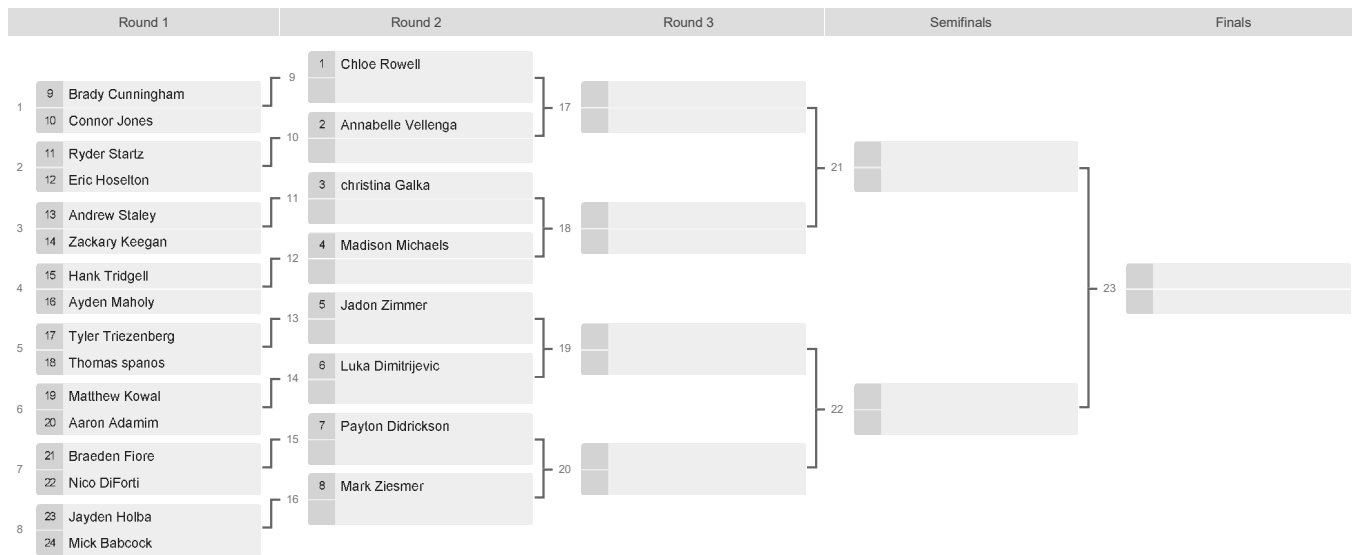 Round 1 Round 2 Round 3 Semifinals Finals
1
9 Brady Cunningham
10 Connor Jones
2
11 Ryder Startz
12 Eric Hoselton
3
13 Andrew Staley
14 Zackary Keegan
4
15 Hank Tridgell
16 Ayden Maholy
5
17 Tyler Triezenberg
18 Thomas spanos
6
19 Matthew Kowal
20 Aaron Adamim
7
21 Braeden Fiore
22 Nico DiForti
8
23 Jayden Holba
24 Mick Babcock
9
1 Chloe Rowell
10
2 Annabelle Vellenga
11
3 christina Galka
12
4 Madison Michaels
13
5 Jadon Zimmer
14
6 Luka Dimitrijevic
15
7 Payton Didrickson
16
8 Mark Ziesmer
17
18
19
20
21
22
23